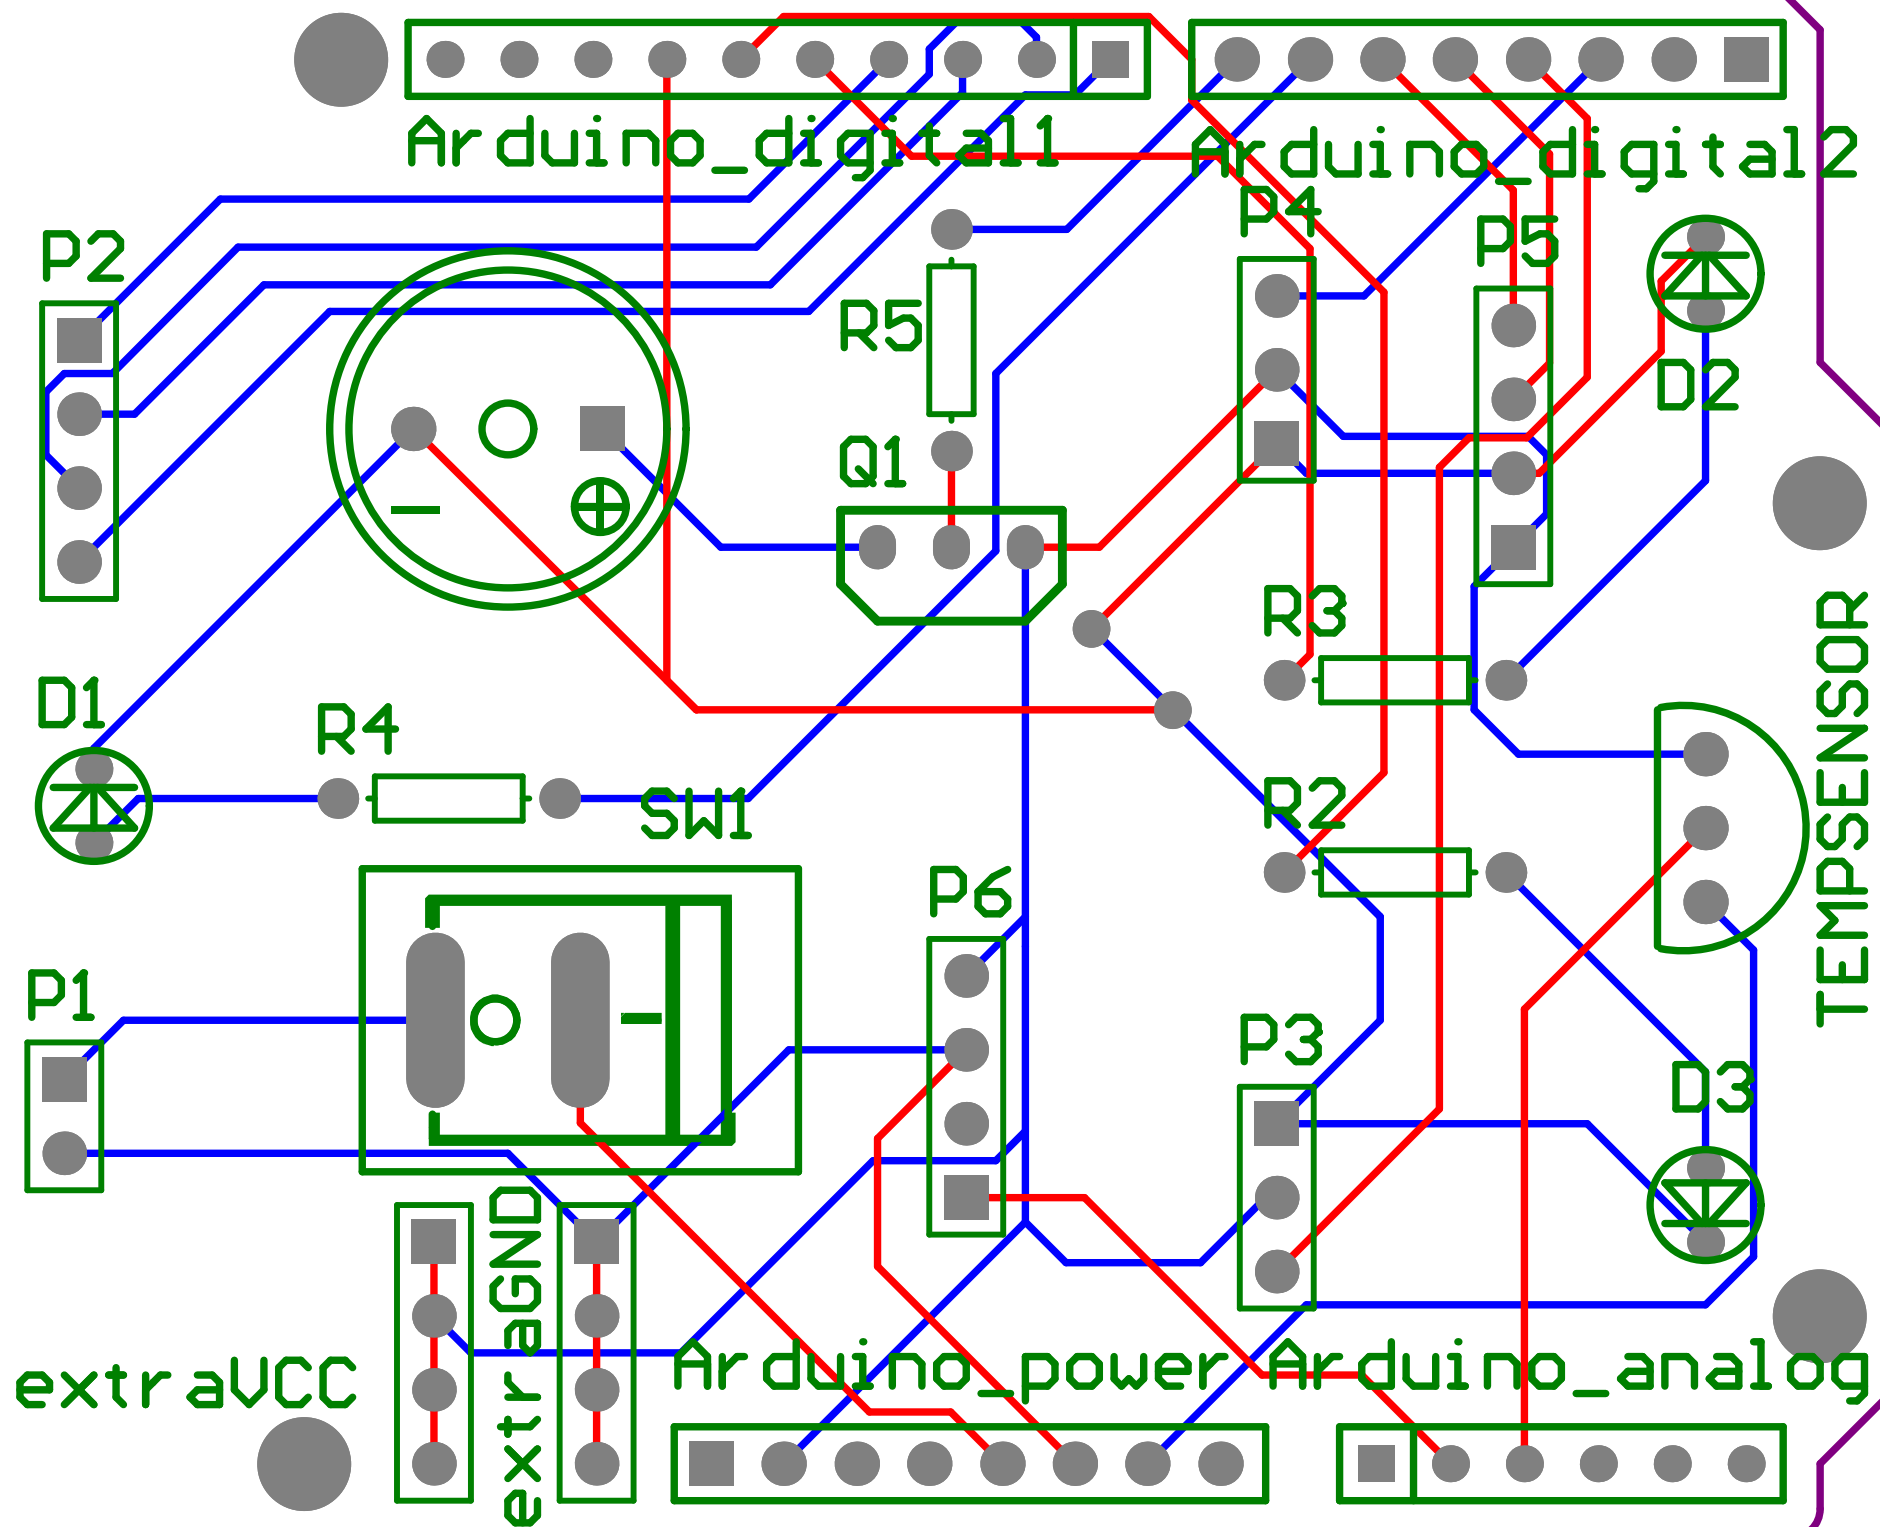 Arduino_digital1
Arduino_digital2
P4
P5
P2
R5
D2
Q1
R3
TEMPSENSOR
D1
R4
SW1
R2
P6
P1
P3
D3
extraGND
Arduino_power
Arduino_analog
extraVCC